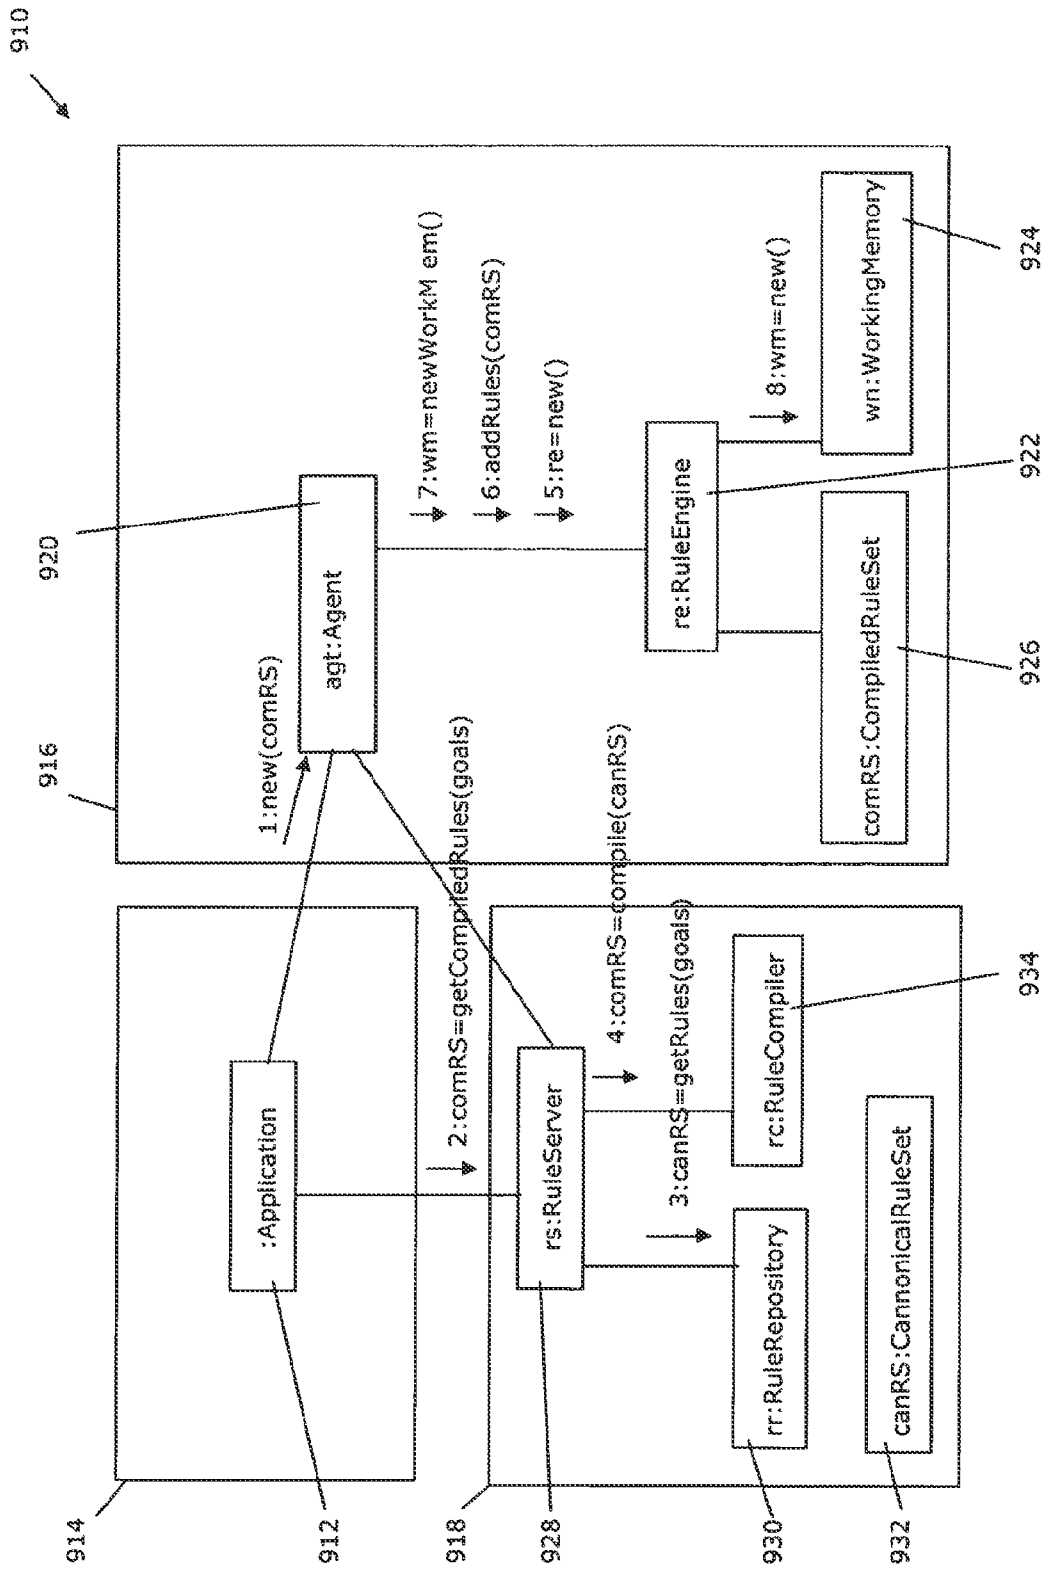 910
914
:Application
912
1:new(comRS)
916
agt:Agent
920
7:wm=newWorkM em()
6:addRules(comRS)
5:re=new()
re:RuleEngine
922
8:wm=new()
comRS:CompiledRuleSet
926
wn:WorkingMemory
924
2:comRS=getCompiledRules(goals)
918
rs:RuleServer
928
4:comRS=compile(canRS)
3:canRS=getRules(goals)
rr:RuleRepository
930
rc:RuleCompiler
934
canRS:CannonicalRuleSet
932